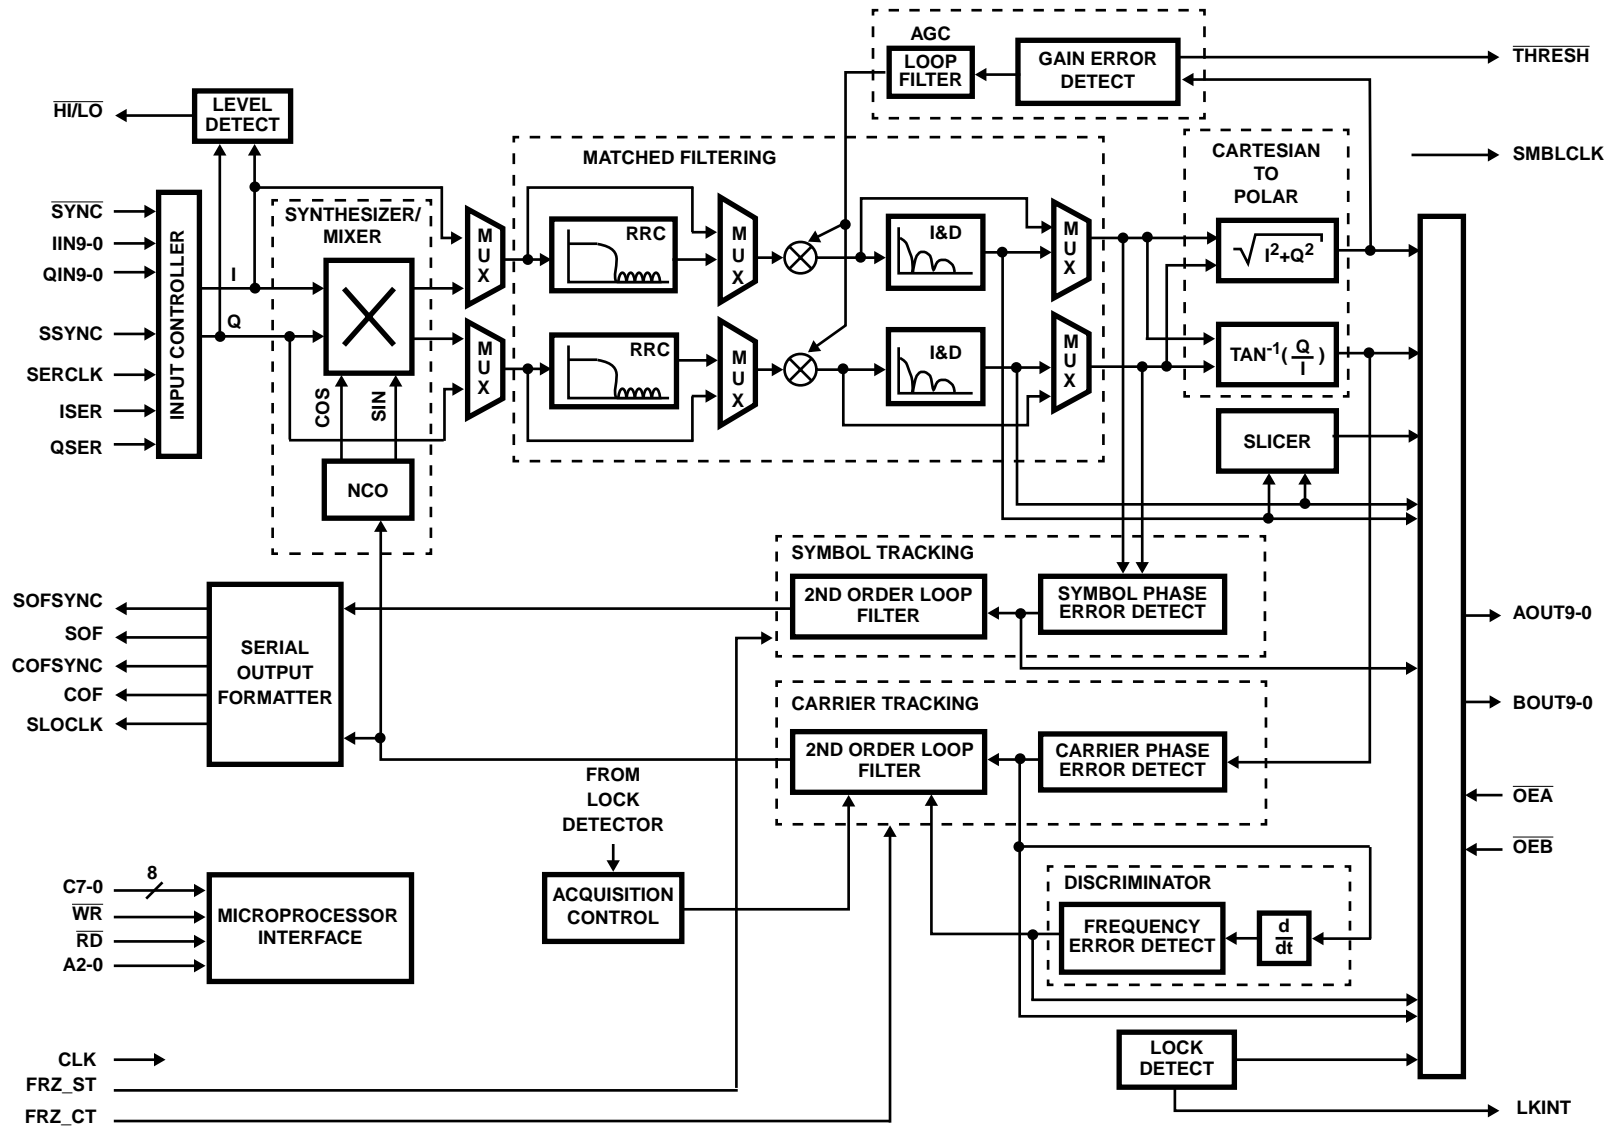 AGC
LOOP
FILTER
GAIN ERROR
DETECT
THRESH
HI/LO
LEVEL
DETECT
SMBLCLK
MATCHED FILTERING
CARTESIAN
TO
POLAR
SYNC
IIN9-0
QIN9-0
SSYNC
SERCLK
ISER
QSER
INPUT CONTROLLER
I
Q
SYNTHESIZER/
MIXER
COS
SIN
NCO
MUX
MUX
RRC
RRC
MUX
MUX
I&D
I&D
MUX
MUX
√I²+Q²
TAN⁻¹(Q/I)
SLICER
SYMBOL TRACKING
2ND ORDER LOOP
FILTER
SYMBOL PHASE
ERROR DETECT
SOFSYNC
SOF
COFSYNC
COF
SLOCLK
SERIAL
OUTPUT
FORMATTER
AOUT9-0
BOUT9-0
OEA
OEB
CARRIER TRACKING
2ND ORDER LOOP
FILTER
CARRIER PHASE
ERROR DETECT
FROM
LOCK
DETECTOR
ACQUISITION
CONTROL
DISCRIMINATOR
FREQUENCY
ERROR DETECT
d
dt
C7-0
8
WR
RD
A2-0
MICROPROCESSOR
INTERFACE
LOCK
DETECT
CLK
FRZ_ST
FRZ_CT
LKINT